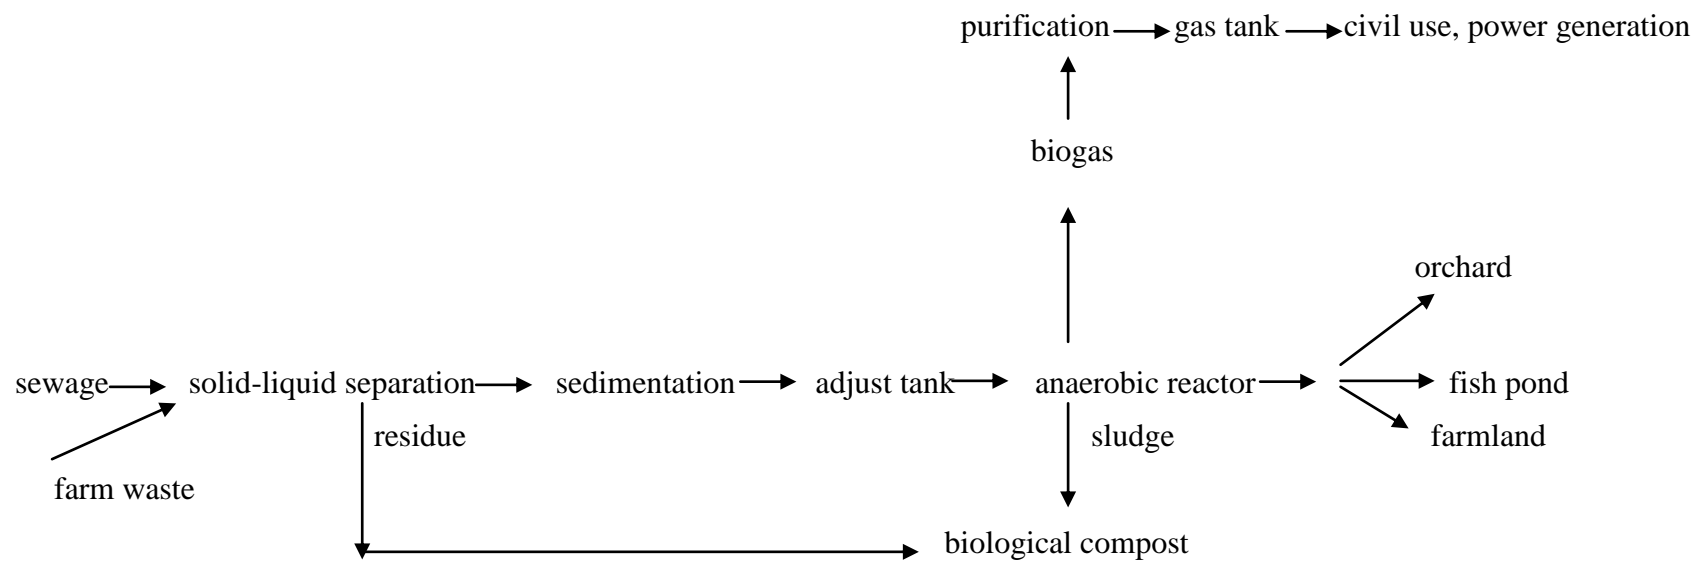 purification gas tank civil use, power generation
biogas
orchard
sewage solid-liquid separation sedimentation adjust tank anaerobic reactor fish pond
residue sludge farmland
farm waste
biological compost